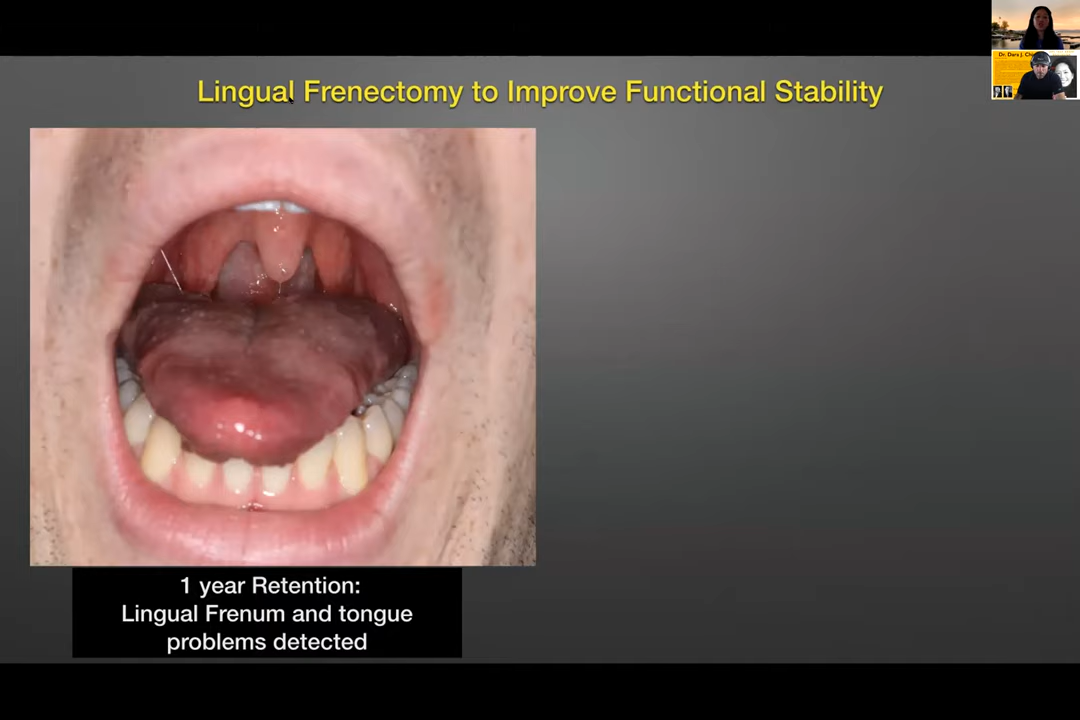 Lingual Frenectomy to Improve Functional Stability
1 year Retention:
Lingual Frenum and tongue
problems detected